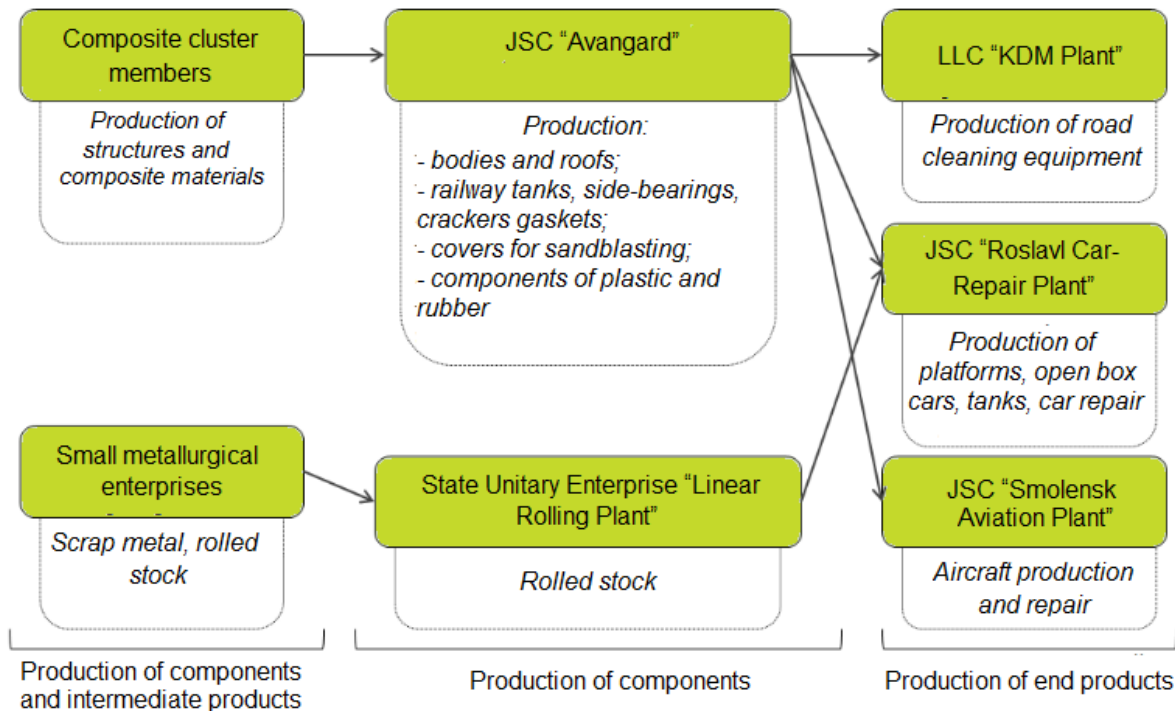 Composite cluster
members
Production of
structures and
composite materials
JSC “Avangard”
Production:
- bodies and roofs;
- railway tanks, side-bearings,
crackers gaskets;
- covers for sandblasting;
- components of plastic and
rubber
LLC “KDM Plant”
Production of road
cleaning equipment
JSC “Roslavl Car-
Repair Plant”
Production of
platforms, open box
cars, tanks, car repair
Small metallurgical
enterprises
Scrap metal, rolled
stock
State Unitary Enterprise “Linear
Rolling Plant”
Rolled stock
JSC “Smolensk
Aviation Plant”
Aircraft production
and repair
Production of components
and intermediate products
Production of components
Production of end products